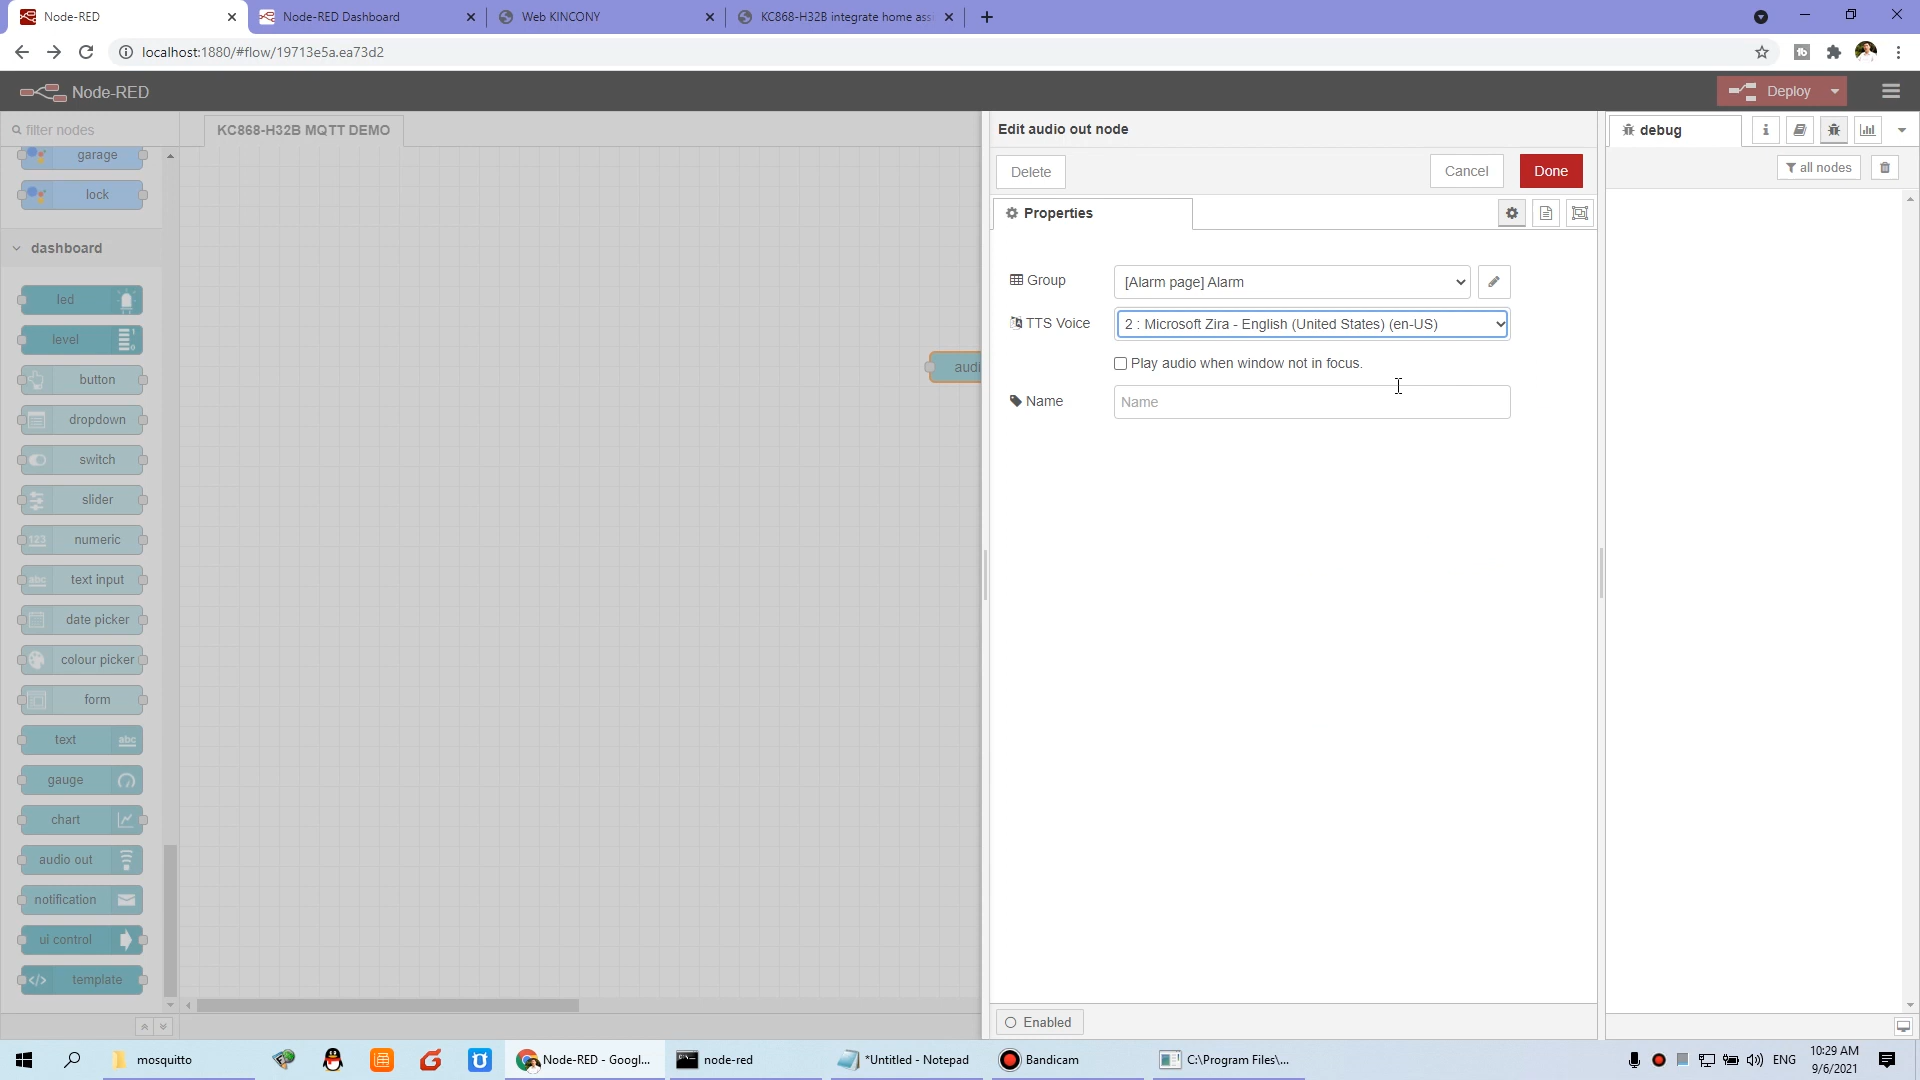 Node-RED
Node-RED Dashboard
Web KINCONY
KC868-H32B integrate home assi
localhost:1880/#flow/19713e5a.ea73d2
Node-RED
Deploy
filter nodes
KC868-H32B MQTT DEMO
Edit audio out node
debug
i
Delete
Cancel
Done
all nodes
Properties
garage
lock
dashboard
led
level
button
dropdown
switch
slider
123 numeric
abc text input
date picker
colour picker
form
text abc
gauge
chart
audio out
notification
ui control
</> template
audi
Group
[Alarm page] Alarm
TTS Voice
2 : Microsoft Zira - English (United States) (en-US)
Play audio when window not in focus.
Name
Name
Enabled
mosquitto
Node-RED - Googl...
node-red
*Untitled - Notepad
Bandicam
C:\Program Files\...
ENG
10:29 AM
9/6/2021